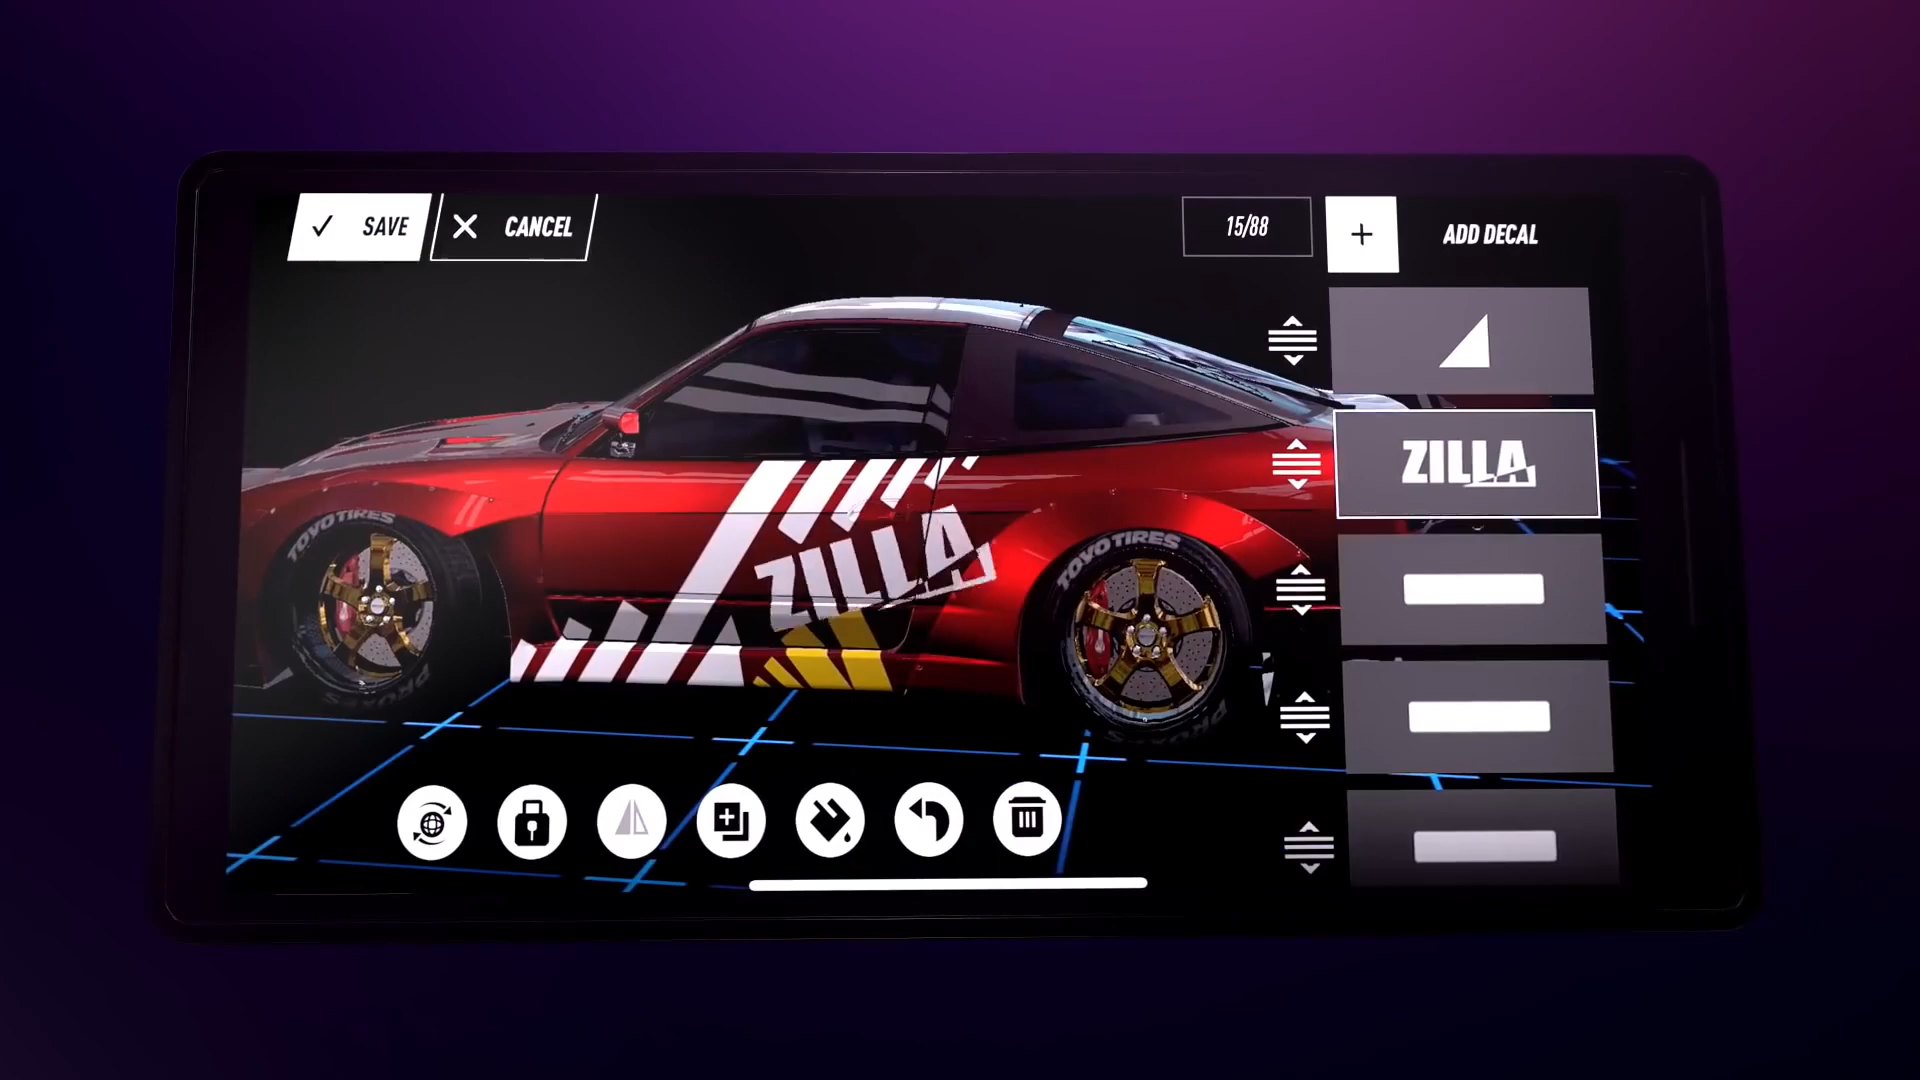 SAVE
CANCEL
15/88
ADD DECAL
ZILLA
ZILLA
TOYO TIRES
TOYO TIRES